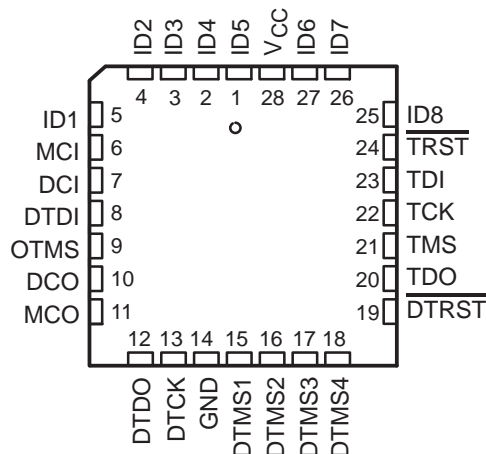 ID2 ID3 ID4 ID5 VCC ID6 ID7
4 3 2 1 28 27 26
ID1 5 25 ID8
MCI 6 24 TRST
DCI 7 23 TDI
DTDI 8 22 TCK
OTMS 9 21 TMS
DCO 10 20 TDO
MCO 11 19 DTRST
12 13 14 15 16 17 18
DTDO DTCK GND DTMS1 DTMS2 DTMS3 DTMS4